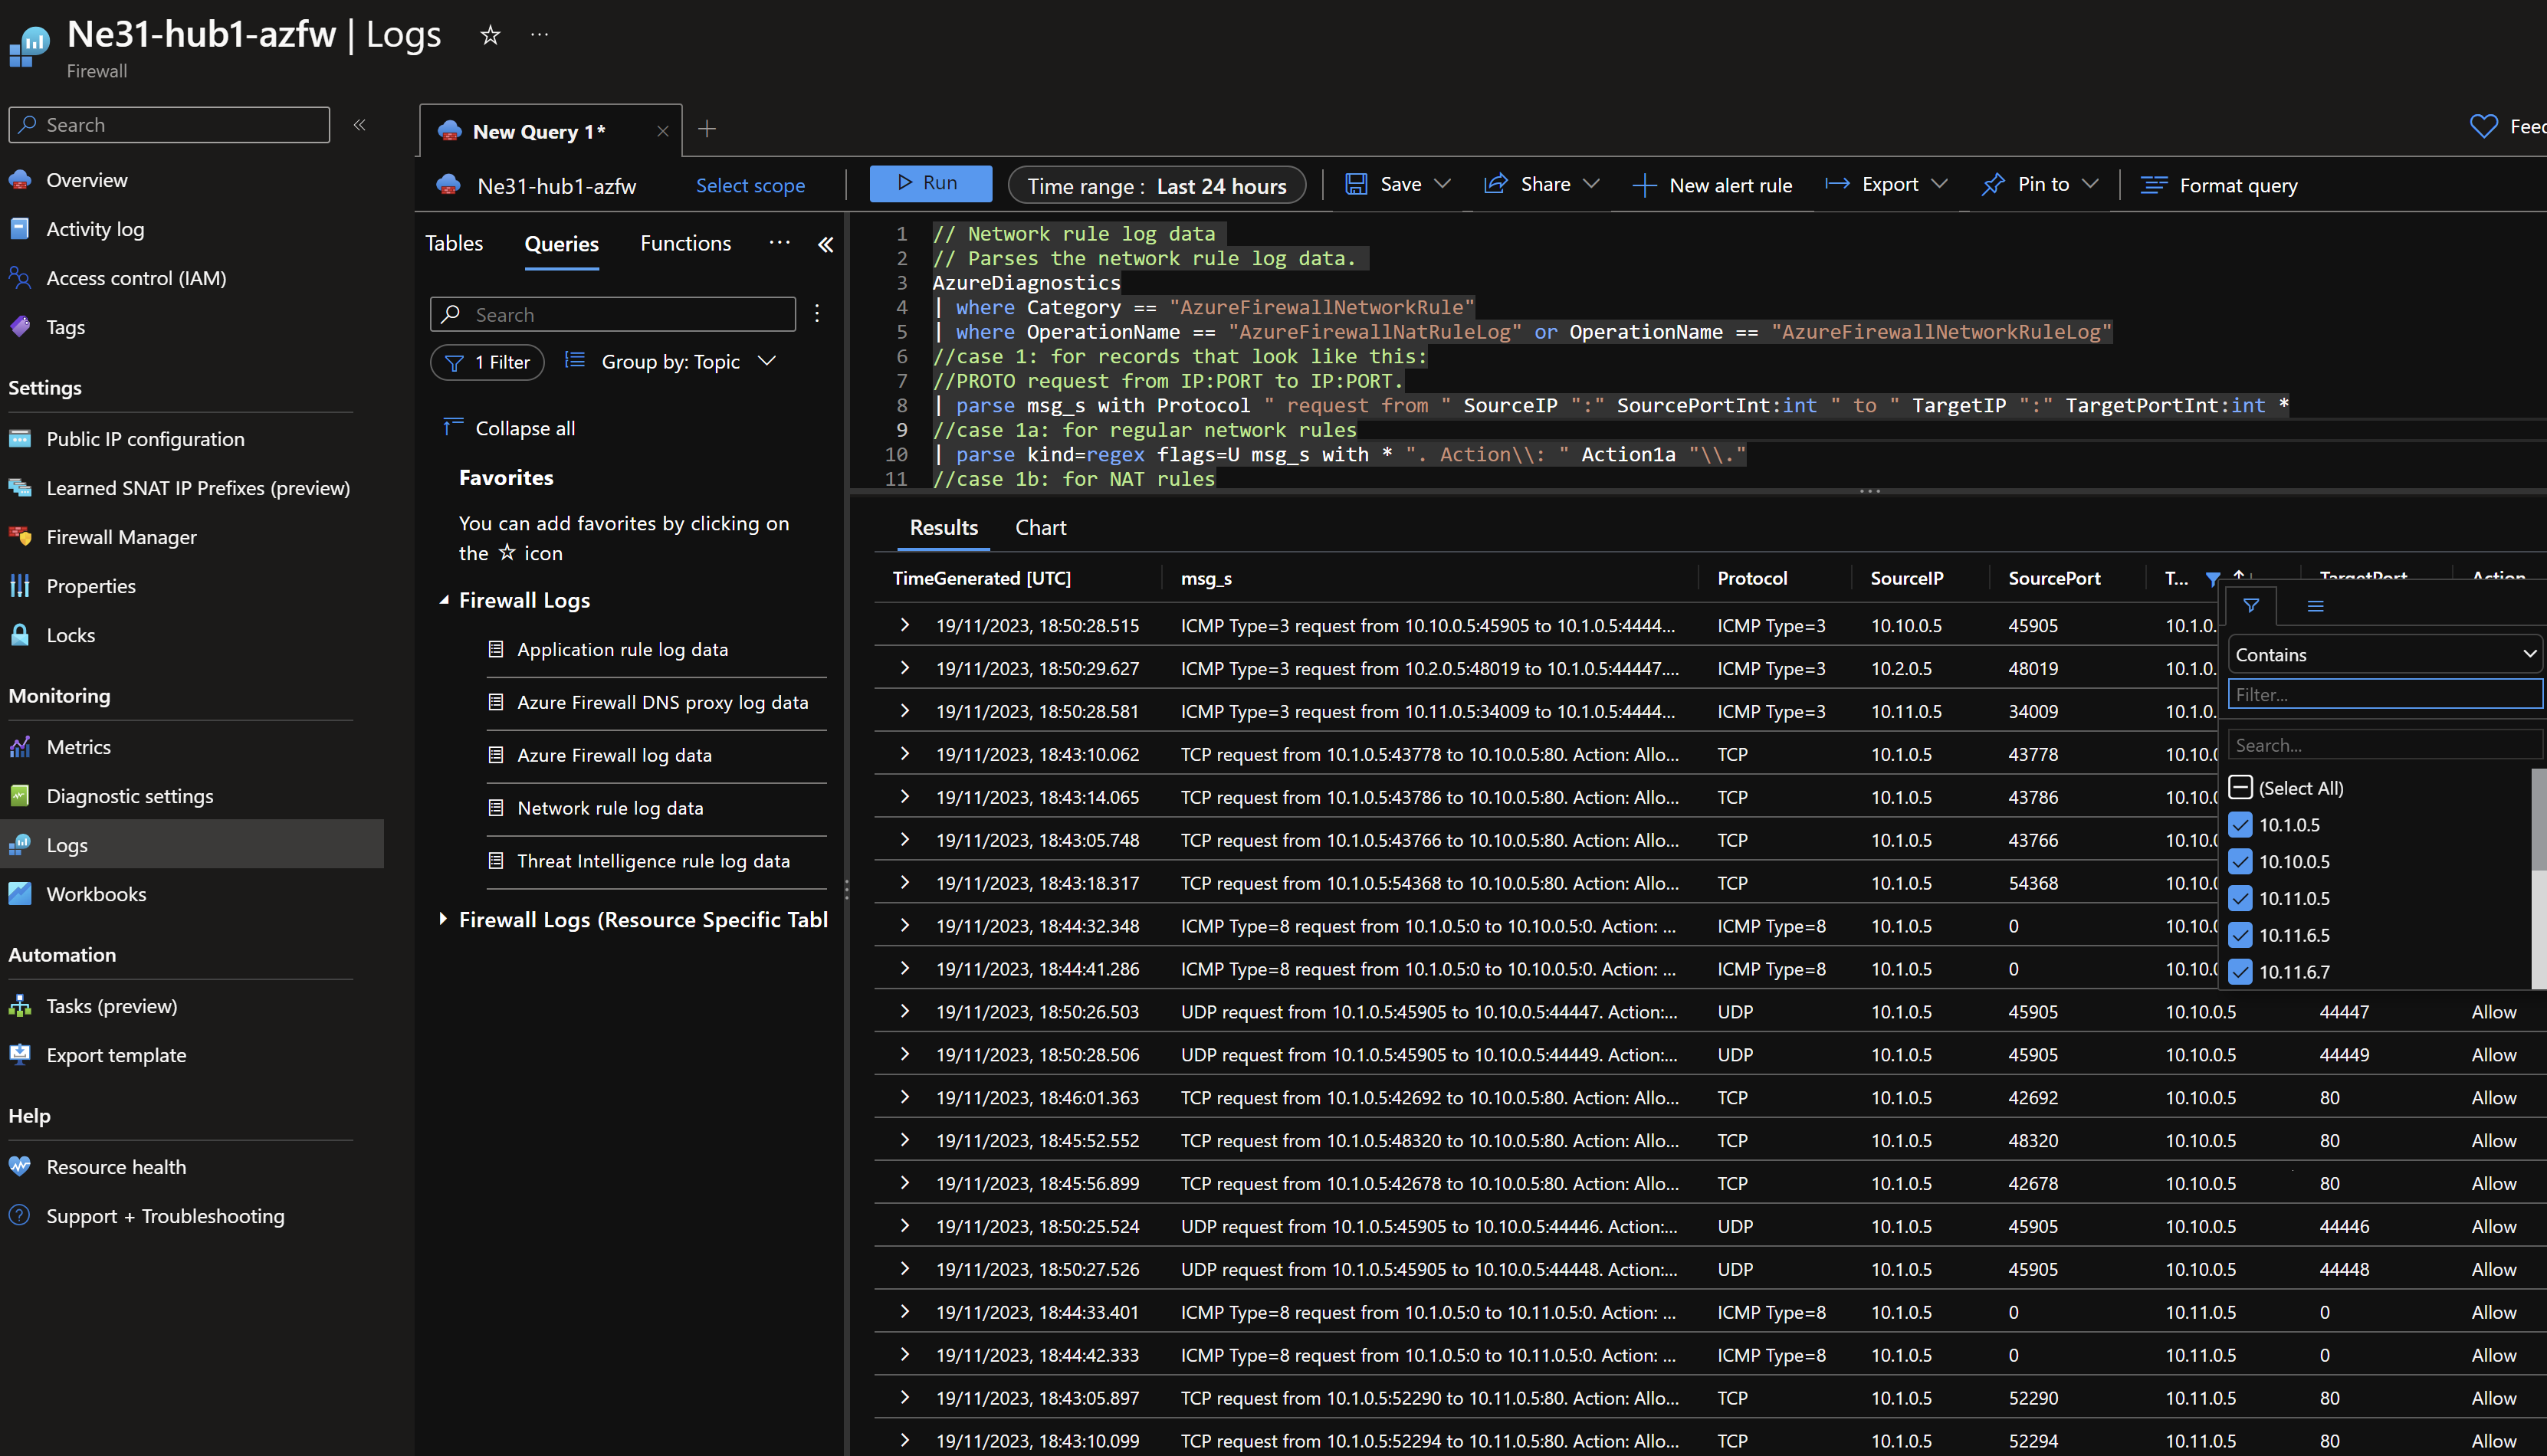 Ne31-hub1-azfw | Logs ☆ ···
Firewall
Search «
Overview
Activity log
Access control (IAM)
Tags
Settings
Public IP configuration
Learned SNAT IP Prefixes (preview)
Firewall Manager
Properties
Locks
Monitoring
Metrics
Diagnostic settings
Logs
Workbooks
Automation
Tasks (preview)
Export template
Help
Resource health
Support + Troubleshooting
New Query 1* × +
Ne31-hub1-azfw Select scope Run Time range : Last 24 hours Save Share New alert rule Export Pin to Format query
Tables Queries Functions ··· «
Search
1 Filter Group by: Topic
Collapse all
Favorites
You can add favorites by clicking on
the ☆ icon
Firewall Logs
Application rule log data
Azure Firewall DNS proxy log data
Azure Firewall log data
Network rule log data
Threat Intelligence rule log data
Firewall Logs (Resource Specific Tabl
1 // Network rule log data
2 // Parses the network rule log data.
3 AzureDiagnostics
4 | where Category == "AzureFirewallNetworkRule"
5 | where OperationName == "AzureFirewallNatRuleLog" or OperationName == "AzureFirewallNetworkRuleLog"
6 //case 1: for records that look like this:
7 //PROTO request from IP:PORT to IP:PORT.
8 | parse msg_s with Protocol " request from " SourceIP ":" SourcePortInt:int " to " TargetIP ":" TargetPortInt:int *
9 //case 1a: for regular network rules
10 | parse kind=regex flags=U msg_s with * ". Action\\: " Action1a "\\."
11 //case 1b: for NAT rules
Results Chart
TimeGenerated [UTC] msg_s Protocol SourceIP SourcePort T... TargetPort Action
19/11/2023, 18:50:28.515 ICMP Type=3 request from 10.10.0.5:45905 to 10.1.0.5:4444... ICMP Type=3 10.10.0.5 45905 10.1.0.
19/11/2023, 18:50:29.627 ICMP Type=3 request from 10.2.0.5:48019 to 10.1.0.5:44447.... ICMP Type=3 10.2.0.5 48019 10.1.0.
19/11/2023, 18:50:28.581 ICMP Type=3 request from 10.11.0.5:34009 to 10.1.0.5:4444... ICMP Type=3 10.11.0.5 34009 10.1.0.
19/11/2023, 18:43:10.062 TCP request from 10.1.0.5:43778 to 10.10.0.5:80. Action: Allo... TCP 10.1.0.5 43778 10.10.0
19/11/2023, 18:43:14.065 TCP request from 10.1.0.5:43786 to 10.10.0.5:80. Action: Allo... TCP 10.1.0.5 43786 10.10.0
19/11/2023, 18:43:05.748 TCP request from 10.1.0.5:43766 to 10.10.0.5:80. Action: Allo... TCP 10.1.0.5 43766 10.10.0
19/11/2023, 18:43:18.317 TCP request from 10.1.0.5:54368 to 10.10.0.5:80. Action: Allo... TCP 10.1.0.5 54368 10.10.0
19/11/2023, 18:44:32.348 ICMP Type=8 request from 10.1.0.5:0 to 10.10.0.5:0. Action: ... ICMP Type=8 10.1.0.5 0 10.10.0
19/11/2023, 18:44:41.286 ICMP Type=8 request from 10.1.0.5:0 to 10.10.0.5:0. Action: ... ICMP Type=8 10.1.0.5 0 10.10.0
19/11/2023, 18:50:26.503 UDP request from 10.1.0.5:45905 to 10.10.0.5:44447. Action:... UDP 10.1.0.5 45905 10.10.0.5 44447 Allow
19/11/2023, 18:50:28.506 UDP request from 10.1.0.5:45905 to 10.10.0.5:44449. Action:... UDP 10.1.0.5 45905 10.10.0.5 44449 Allow
19/11/2023, 18:46:01.363 TCP request from 10.1.0.5:42692 to 10.10.0.5:80. Action: Allo... TCP 10.1.0.5 42692 10.10.0.5 80 Allow
19/11/2023, 18:45:52.552 TCP request from 10.1.0.5:48320 to 10.10.0.5:80. Action: Allo... TCP 10.1.0.5 48320 10.10.0.5 80 Allow
19/11/2023, 18:45:56.899 TCP request from 10.1.0.5:42678 to 10.10.0.5:80. Action: Allo... TCP 10.1.0.5 42678 10.10.0.5 80 Allow
19/11/2023, 18:50:25.524 UDP request from 10.1.0.5:45905 to 10.10.0.5:44446. Action:... UDP 10.1.0.5 45905 10.10.0.5 44446 Allow
19/11/2023, 18:50:27.526 UDP request from 10.1.0.5:45905 to 10.10.0.5:44448. Action:... UDP 10.1.0.5 45905 10.10.0.5 44448 Allow
19/11/2023, 18:44:33.401 ICMP Type=8 request from 10.1.0.5:0 to 10.11.0.5:0. Action: ... ICMP Type=8 10.1.0.5 0 10.11.0.5 0 Allow
19/11/2023, 18:44:42.333 ICMP Type=8 request from 10.1.0.5:0 to 10.11.0.5:0. Action: ... ICMP Type=8 10.1.0.5 0 10.11.0.5 0 Allow
19/11/2023, 18:43:05.897 TCP request from 10.1.0.5:52290 to 10.11.0.5:80. Action: Allo... TCP 10.1.0.5 52290 10.11.0.5 80 Allow
19/11/2023, 18:43:10.099 TCP request from 10.1.0.5:52294 to 10.11.0.5:80. Action: Allo... TCP 10.1.0.5 52294 10.11.0.5 80 Allow
Contains
Filter...
Search...
(Select All)
10.1.0.5
10.10.0.5
10.11.0.5
10.11.6.5
10.11.6.7